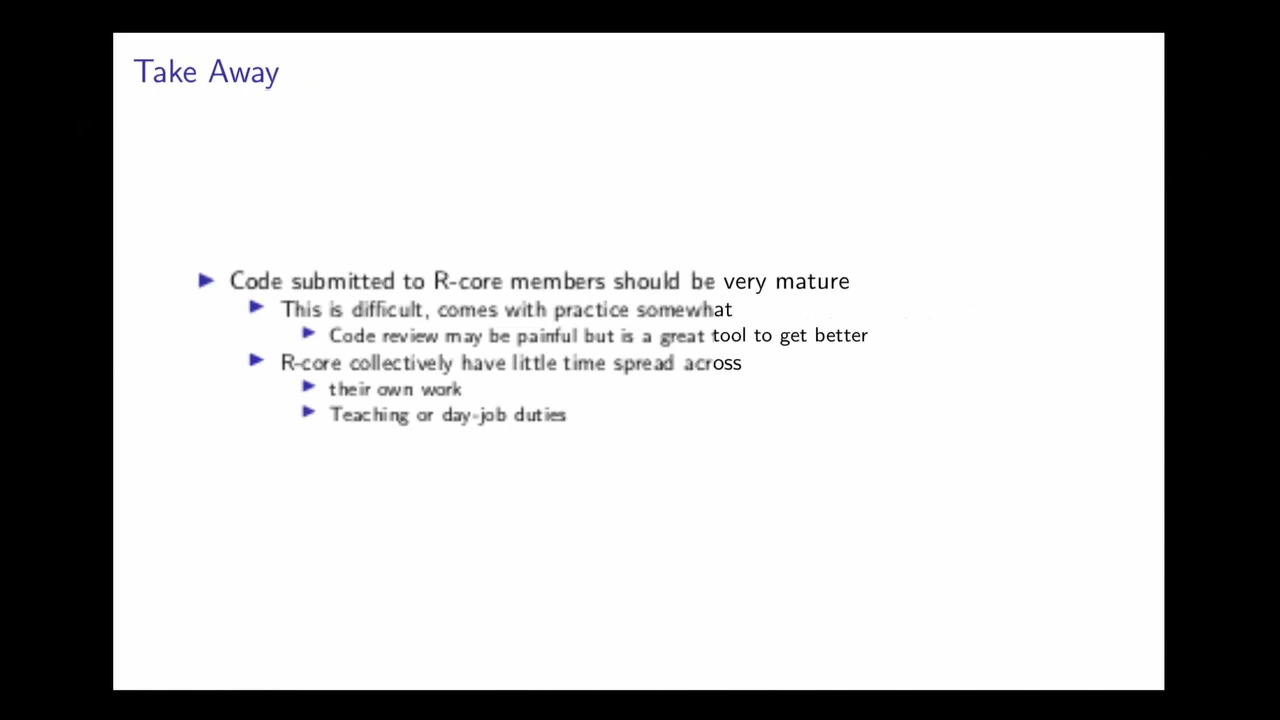 Take Away
Code submitted to R-core members should be very mature
This is difficult, comes with practice somewhat
Code review may be painful but is a great tool to get better
R-core collectively have little time spread across
their own work
Teaching or day-job duties